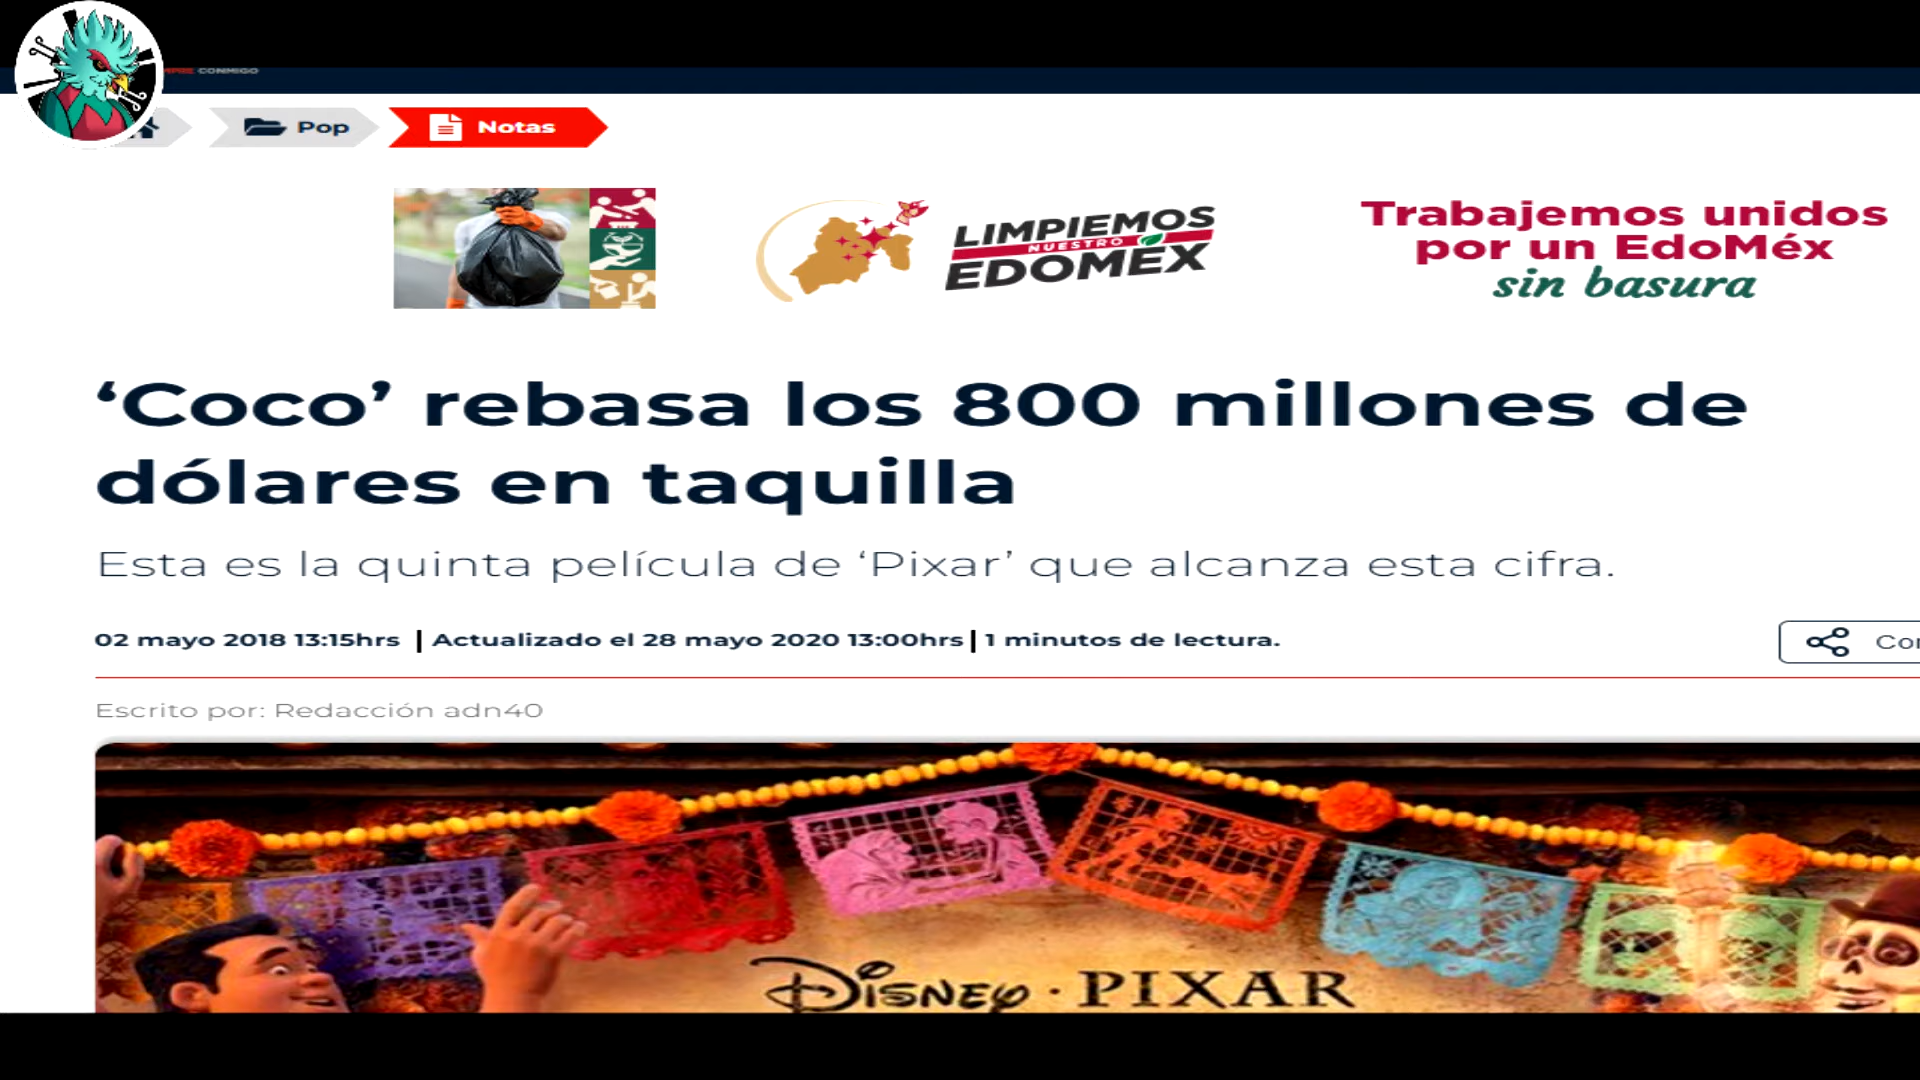 CONMIGO
Pop
Notas
LIMPIEMOS
NUESTRO
EDOMÉX
Trabajemos unidos
por un EdoMéx
sin basura
‘Coco’ rebasa los 800 millones de
dólares en taquilla
Esta es la quinta película de ‘Pixar’ que alcanza esta cifra.
02 mayo 2018 13:15hrs | Actualizado el 28 mayo 2020 13:00hrs | 1 minutos de lectura.
Escrito por: Redacción adn40
DISNEY · PIXAR